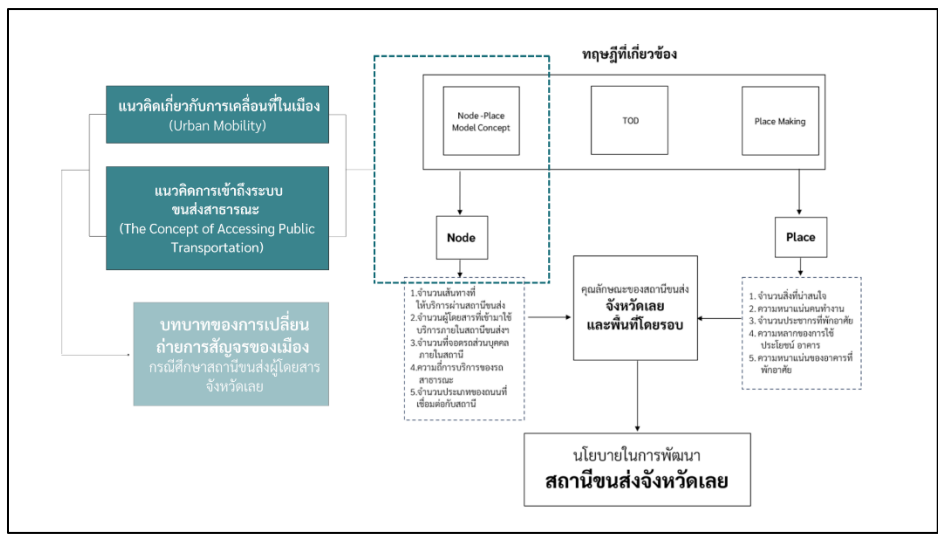 ทฤษฎีที่เกี่ยวข้อง
แนวคิดเกี่ยวกับการเคลื่อนที่ในเมือง
(Urban Mobility)
แนวคิดการเข้าถึงระบบ
ขนส่งสาธารณะ
(The Concept of Accessing Public
Transportation)
บทบาทของการเปลี่ยน
ถ่ายการสัญจรของเมือง
กรณีศึกษาสถานีขนส่งผู้โดยสาร
จังหวัดเลย
Node -Place
Model Concept
TOD
Place Making
Node
Place
1.จำนวนเส้นทางที่
ให้บริการผ่านสถานีขนส่ง
2.จำนวนผู้โดยสารที่เข้ามาใช้
บริการภายในสถานีขนส่งฯ
3.จำนวนที่จอดรถส่วนบุคคล
ภายในสถานี
4.ความถี่การบริการของรถ
สาธารณะ
5.จำนวนประเภทของถนนที่
เชื่อมต่อกับสถานี
คุณลักษณะของสถานีขนส่ง
จังหวัดเลย
และพื้นที่โดยรอบ
1. จำนวนสิ่งที่น่าสนใจ
2. ความหนาแน่นคนทำงาน
3. จำนวนประชากรที่พักอาศัย
4. ความหลากของการใช้
ประโยชน์ อาคาร
5. ความหนาแน่นของอาคารที่
พักอาศัย
นโยบายในการพัฒนา
สถานีขนส่งจังหวัดเลย